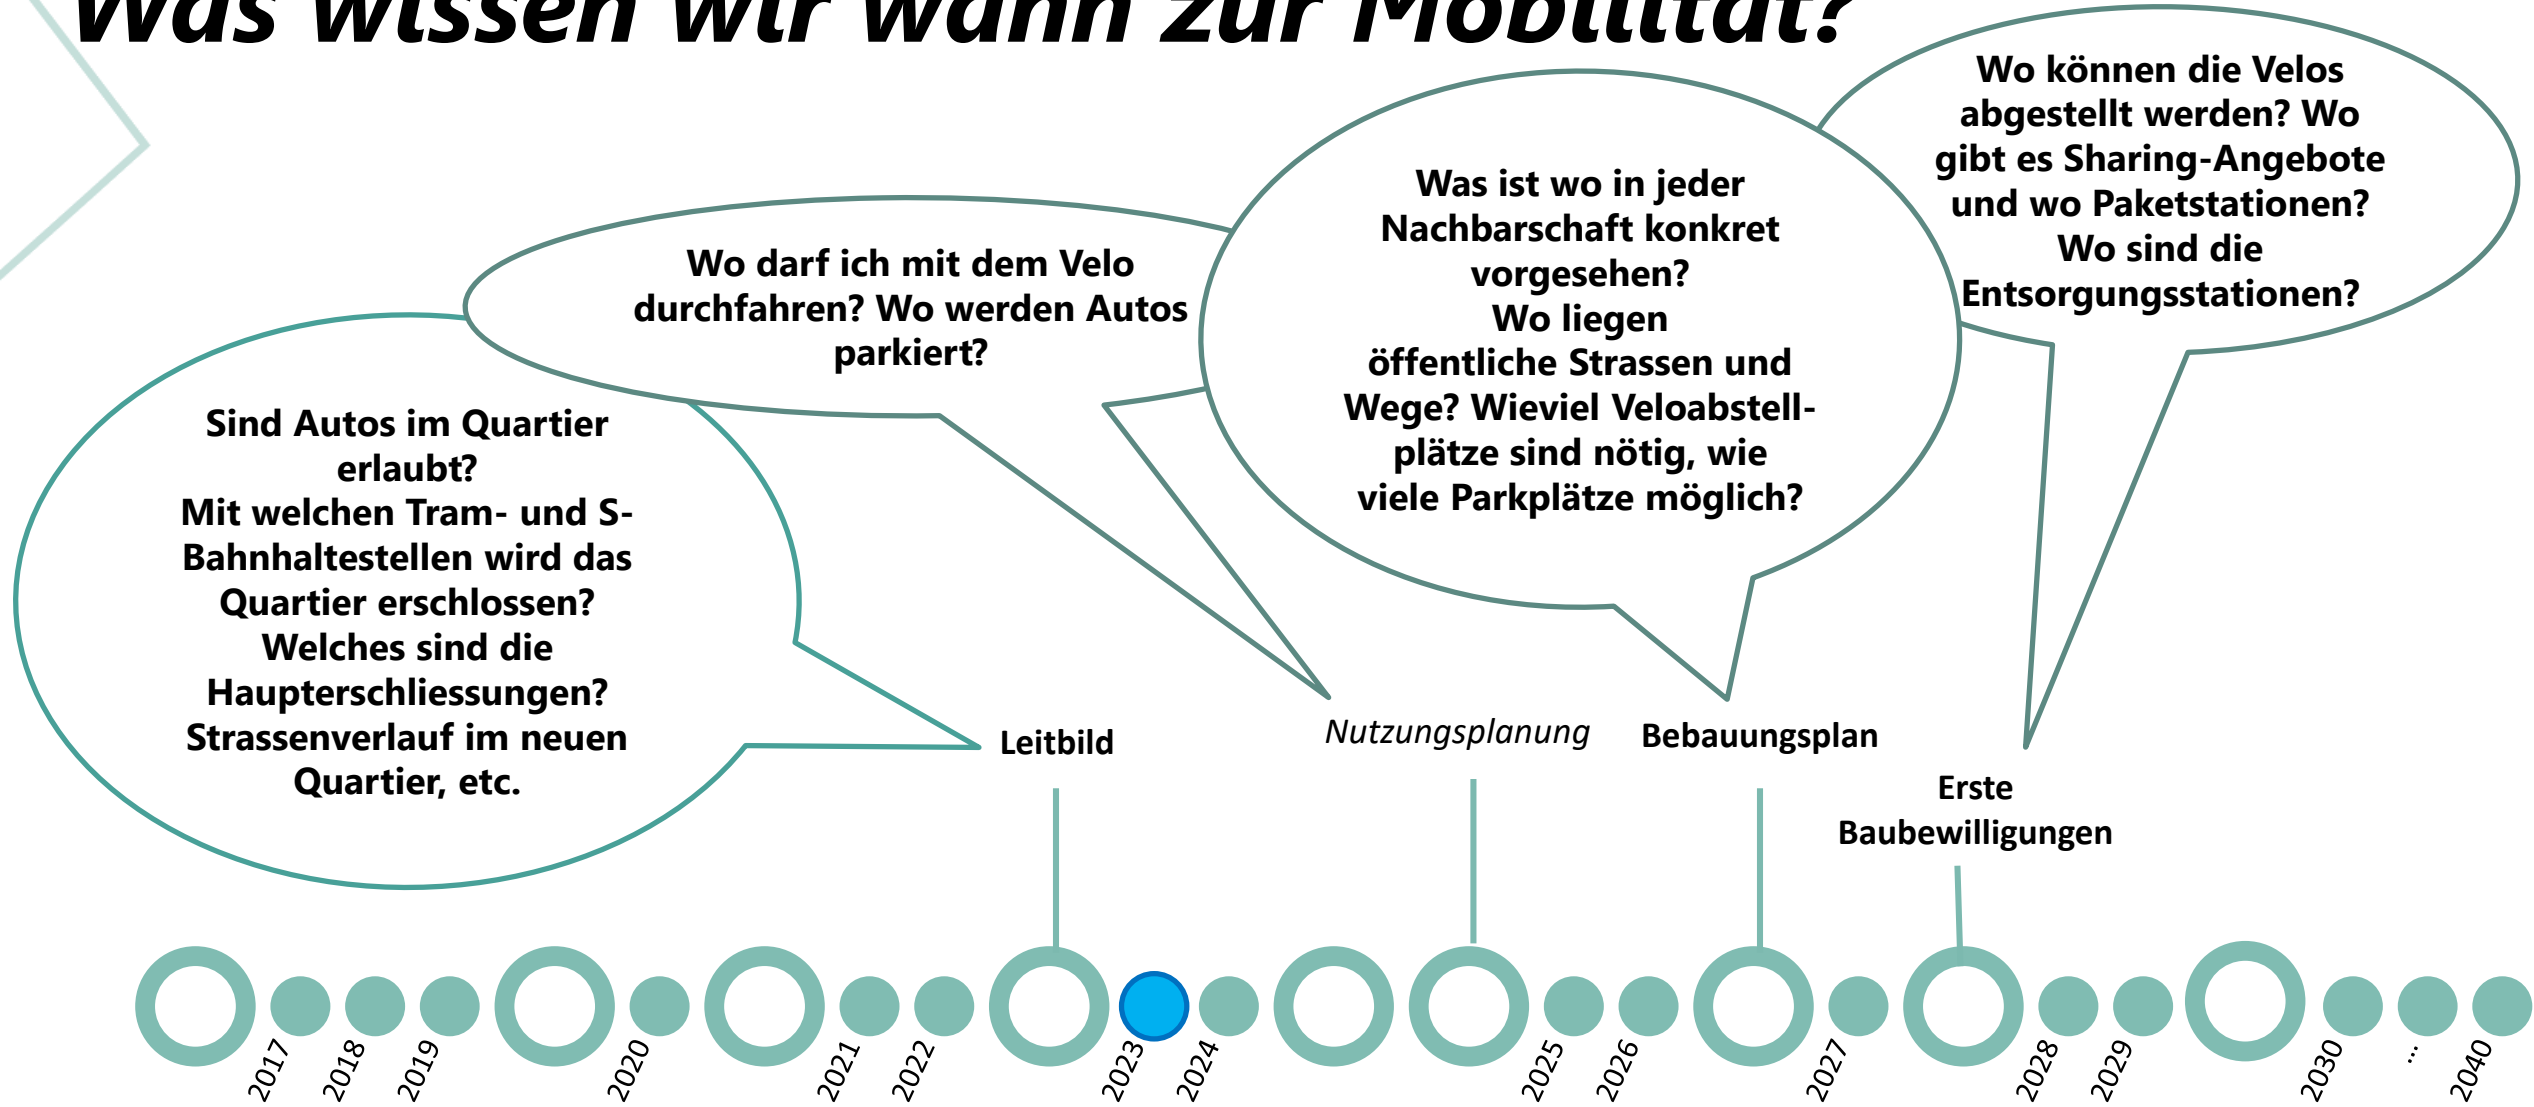 Was wissen wir wann zur Mobilität?
Wo können die Velos
abgestellt werden? Wo
gibt es Sharing-Angebote
und wo Paketstationen?
Wo sind die
Entsorgungsstationen?
Was ist wo in jeder
Nachbarschaft konkret
vorgesehen?
Wo liegen
öffentliche Strassen und
Wege? Wieviel Veloabstell-
plätze sind nötig, wie
viele Parkplätze möglich?
Wo darf ich mit dem Velo
durchfahren? Wo werden Autos
parkiert?
Sind Autos im Quartier
erlaubt?
Mit welchen Tram- und S-
Bahnhaltestellen wird das
Quartier erschlossen?
Welches sind die
Haupterschliessungen?
Strassenverlauf im neuen
Quartier, etc.
Leitbild
Nutzungsplanung
Bebauungsplan
Erste
Baubewilligungen
2017
2018
2019
2020
2021
2022
2023
2024
2025
2026
2027
2028
2029
2030
...
2040